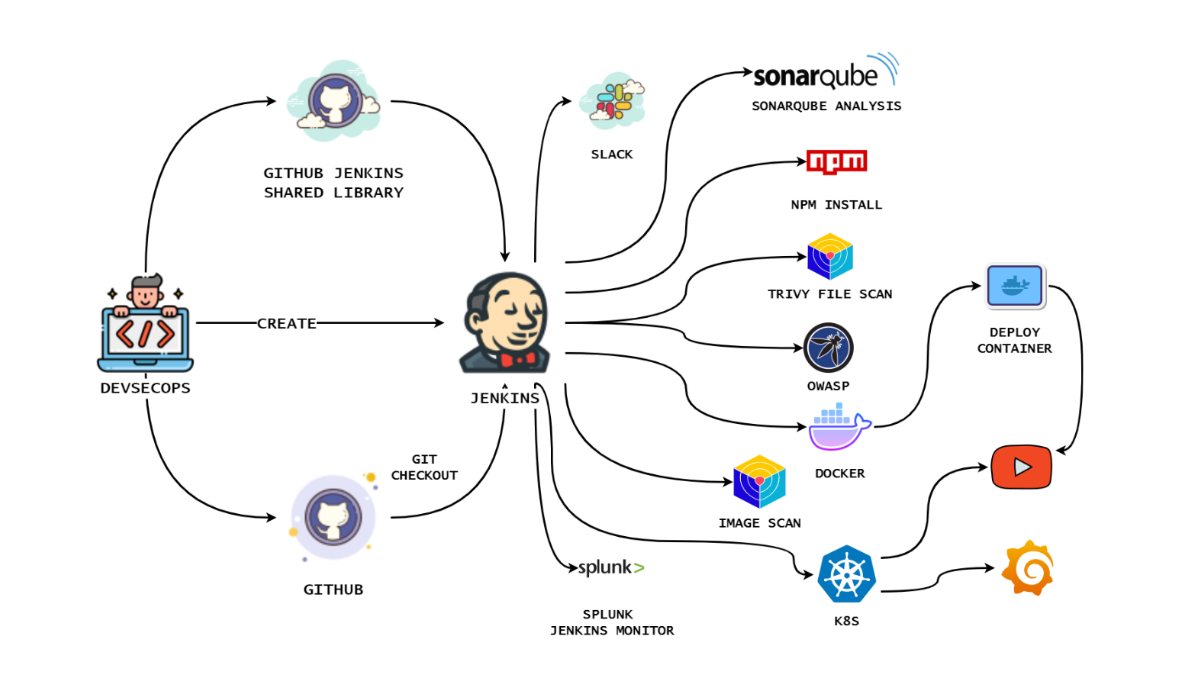 sonarqube
SONARQUBE ANALYSIS
SLACK
npm
GITHUB JENKINS
SHARED LIBRARY
NPM INSTALL
TRIVY FILE SCAN
CREATE
DEPLOY
CONTAINER
</>
DEVSECOPS
OWASP
JENKINS
GIT
CHECKOUT
DOCKER
IMAGE SCAN
splunk>
GITHUB
SPLUNK
JENKINS MONITOR
K8S